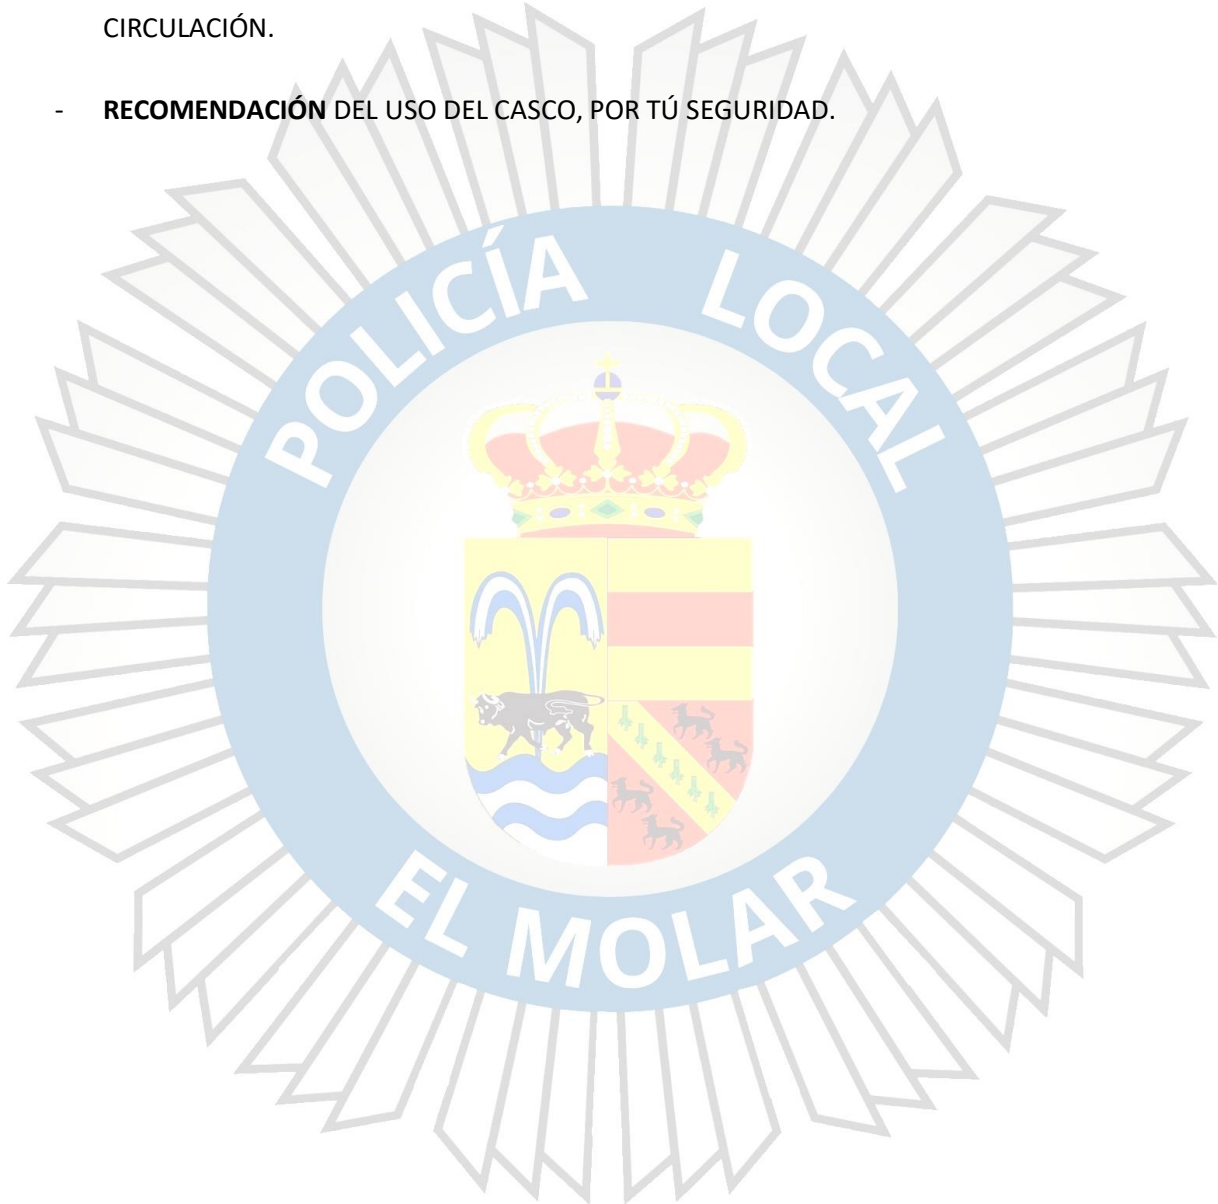 CIRCULACIÓN.
- RECOMENDACIÓN DEL USO DEL CASCO, POR TÚ SEGURIDAD.
POLICÍA LOCAL
EL MOLAR